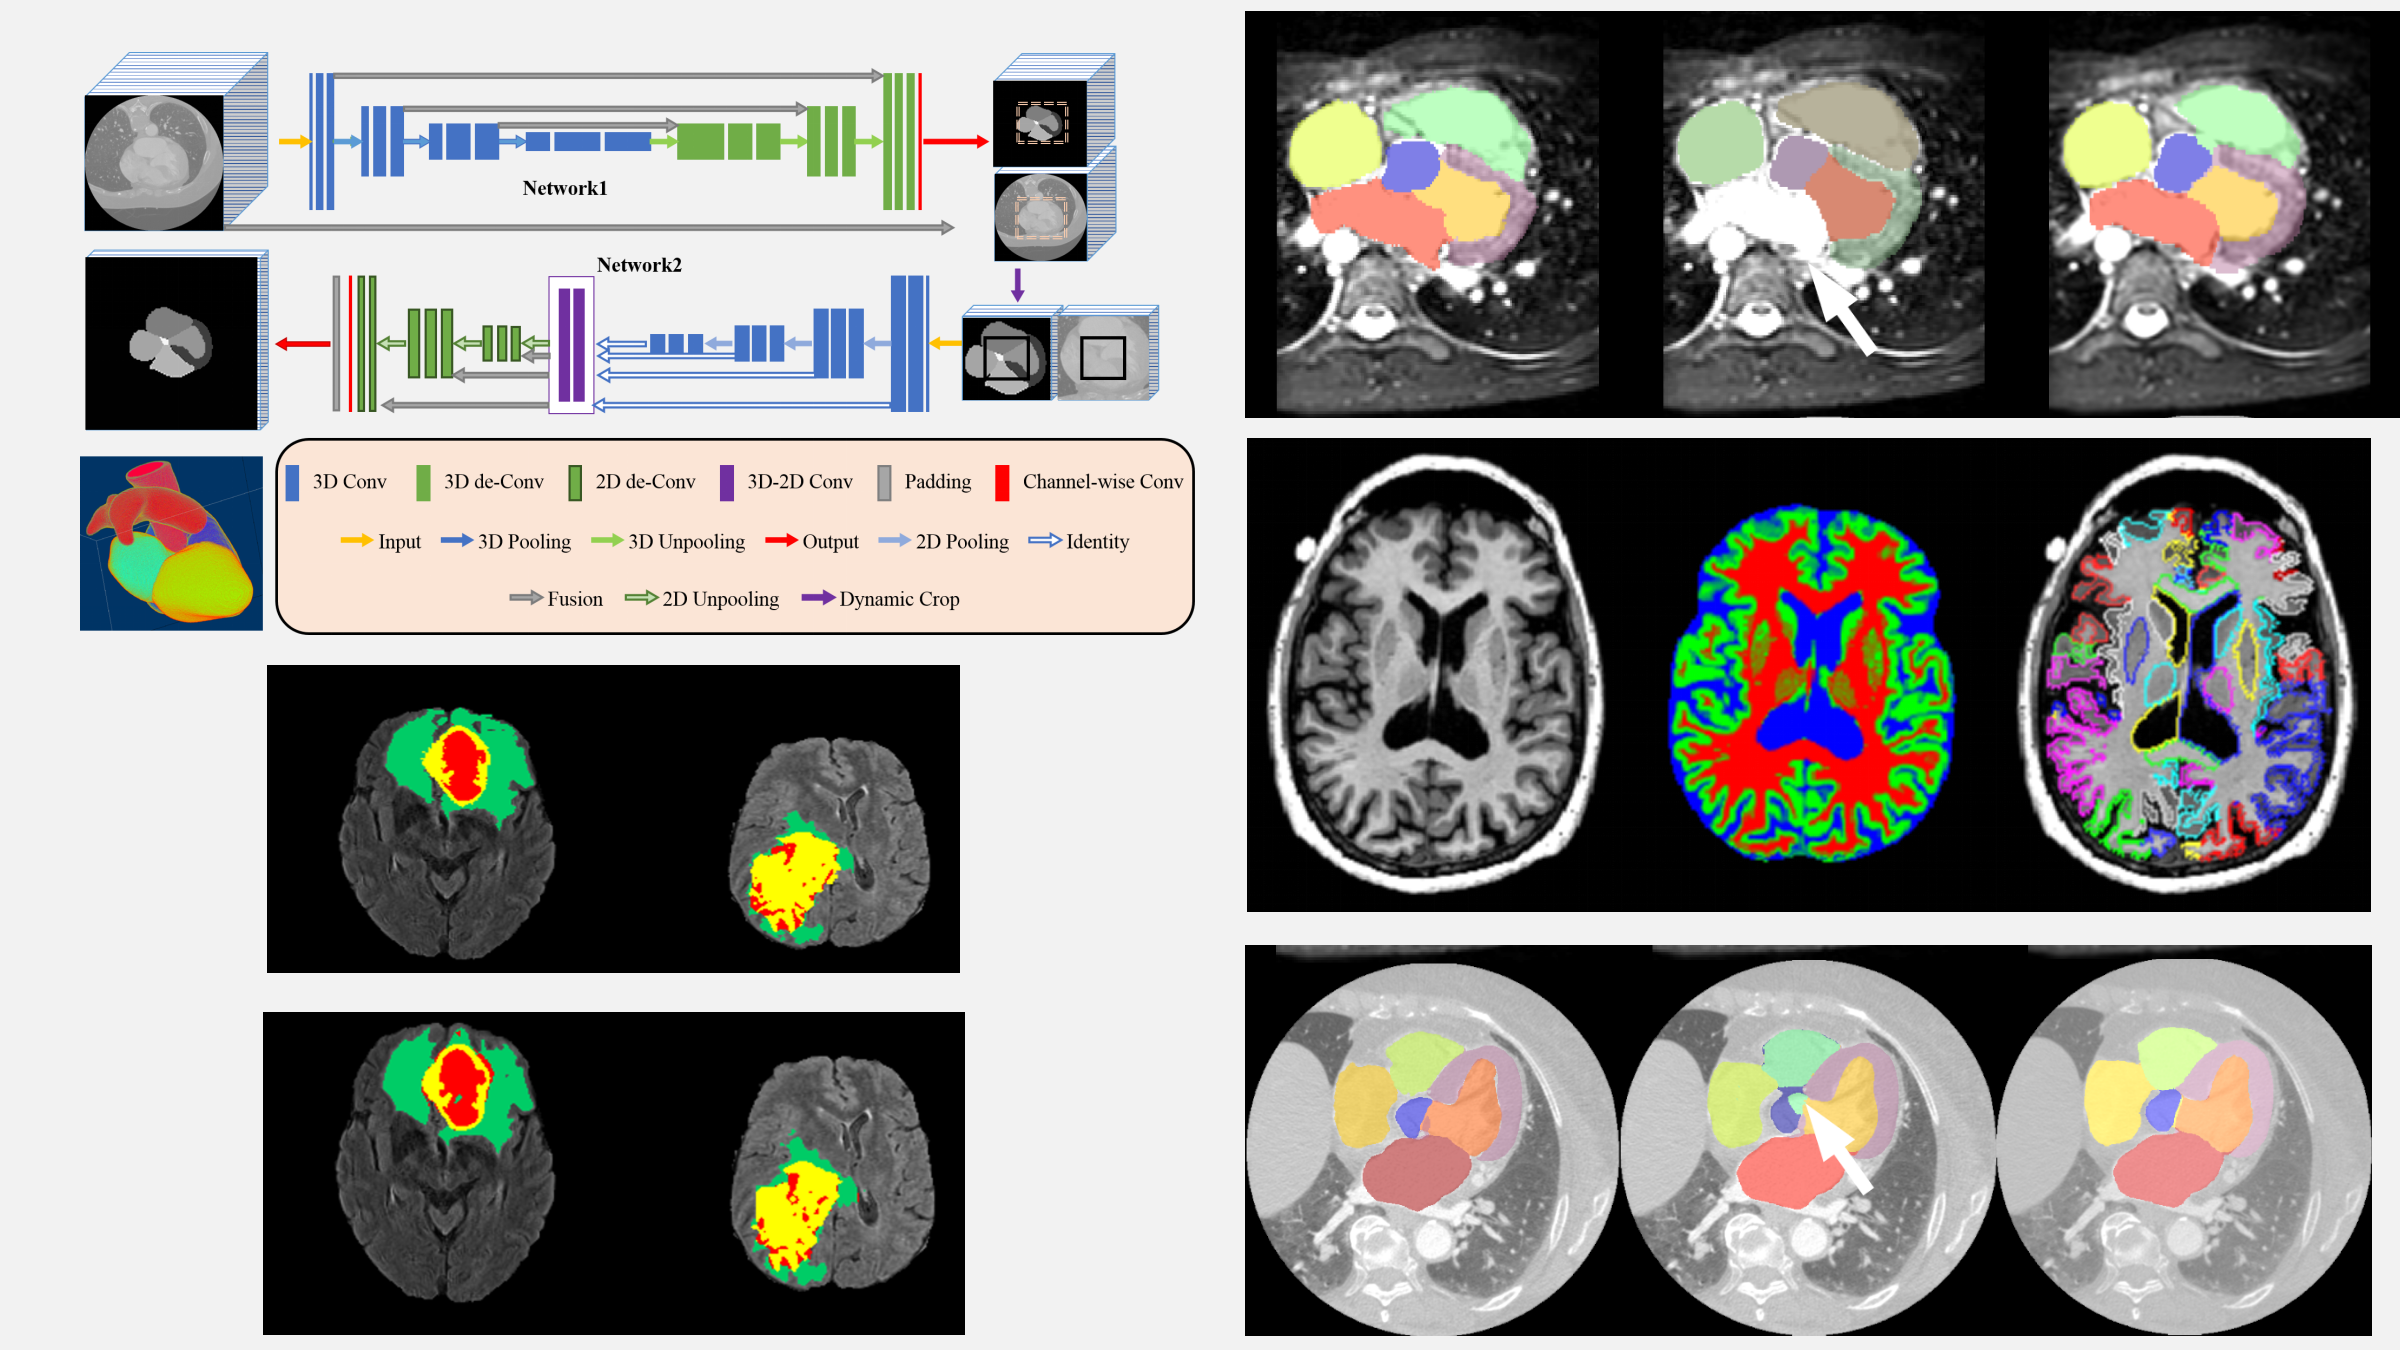 Network1
Network2
3D Conv 3D de-Conv 2D de-Conv 3D-2D Conv Padding Channel-wise Conv
Input 3D Pooling 3D Unpooling Output 2D Pooling Identity
Fusion 2D Unpooling Dynamic Crop